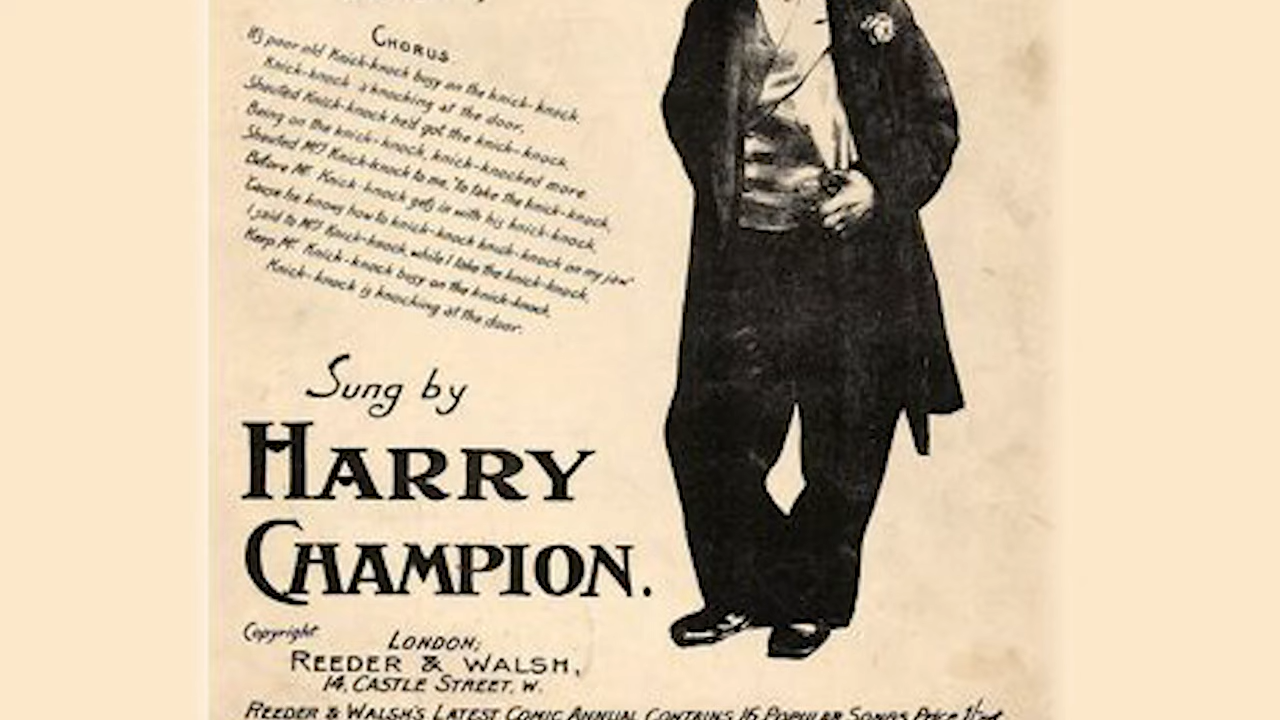 CHORUS
It's poor old Knick-knock busy on the knick-knock.
Knick-knock is knocking at the door,
Shouted Knick-knock he'd got the knick-knock
Being on the knick-knock, knick-knocked more
Shouted Mrs Knick-knock to me, "To take the knick-knock,
Before Mr Knick-knock gets in with his knick-knock,
Cause he knows how to knick-knock knick-knock on my jaw"
I said to Mrs Knick-knock, while I take the knick-knock,
Keep Mr Knick-knock busy on the knick-knock,
Knick-knock is knocking at the door.
Sung by
HARRY
CHAMPION.
Copyright
LONDON;
REEDER & WALSH,
14, CASTLE STREET, W.
REEDER & WALSH'S LATEST COMIC ANNUAL CONTAINS 16 POPULAR SONGS PRICE 1/-